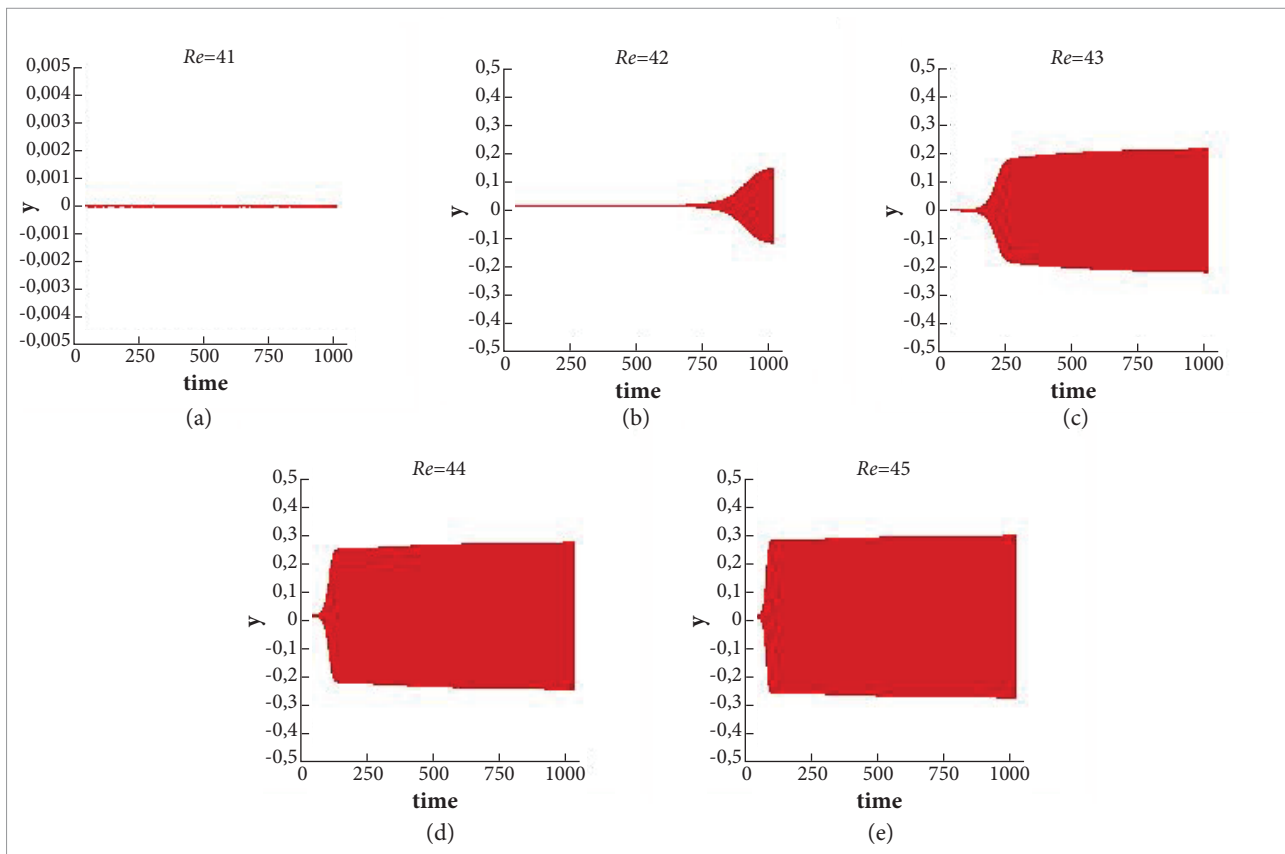 Re=41
0,005
0,004
0,003
0,002
0,001
0
-0,001
-0,002
-0,003
-0,004
-0,005
y
0 250 500 750 1000
time
(a)
Re=42
0,5
0,4
0,3
0,2
0,1
0
-0,1
-0,2
-0,3
-0,4
-0,5
y
0 250 500 750 1000
time
(b)
Re=43
0,5
0,4
0,3
0,2
0,1
0
-0,1
-0,2
-0,3
-0,4
-0,5
y
0 250 500 750 1000
time
(c)
Re=44
0,5
0,4
0,3
0,2
0,1
0
-0,1
-0,2
-0,3
-0,4
-0,5
y
0 250 500 750 1000
time
(d)
Re=45
0,5
0,4
0,3
0,2
0,1
0
-0,1
-0,2
-0,3
-0,4
-0,5
y
0 250 500 750 1000
time
(e)